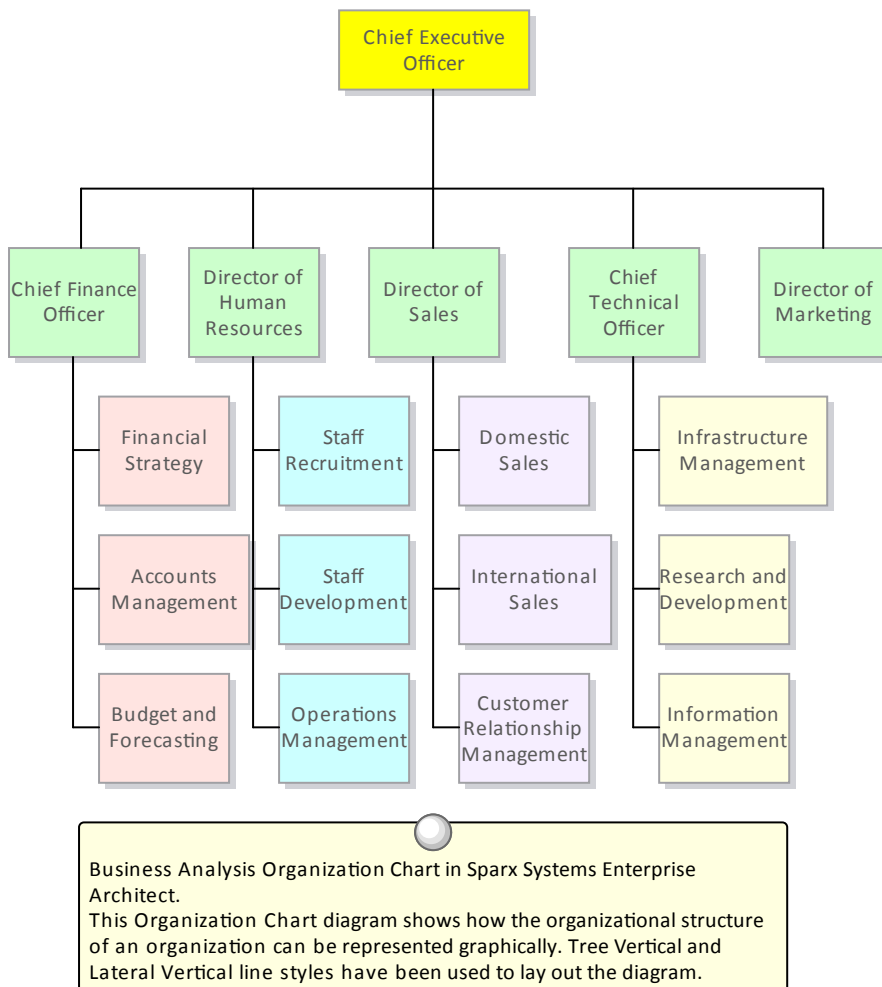 Chief Executive
Officer
Chief Finance
Officer
Director of
Human
Resources
Director of
Sales
Chief
Technical
Officer
Director of
Marketing
Financial
Strategy
Staff
Recruitment
Domestic
Sales
Infrastructure
Management
Accounts
Management
Staff
Development
International
Sales
Research and
Development
Budget and
Forecasting
Operations
Management
Customer
Relationship
Management
Information
Management
Business Analysis Organization Chart in Sparx Systems Enterprise
Architect.
This Organization Chart diagram shows how the organizational structure
of an organization can be represented graphically. Tree Vertical and
Lateral Vertical line styles have been used to lay out the diagram.